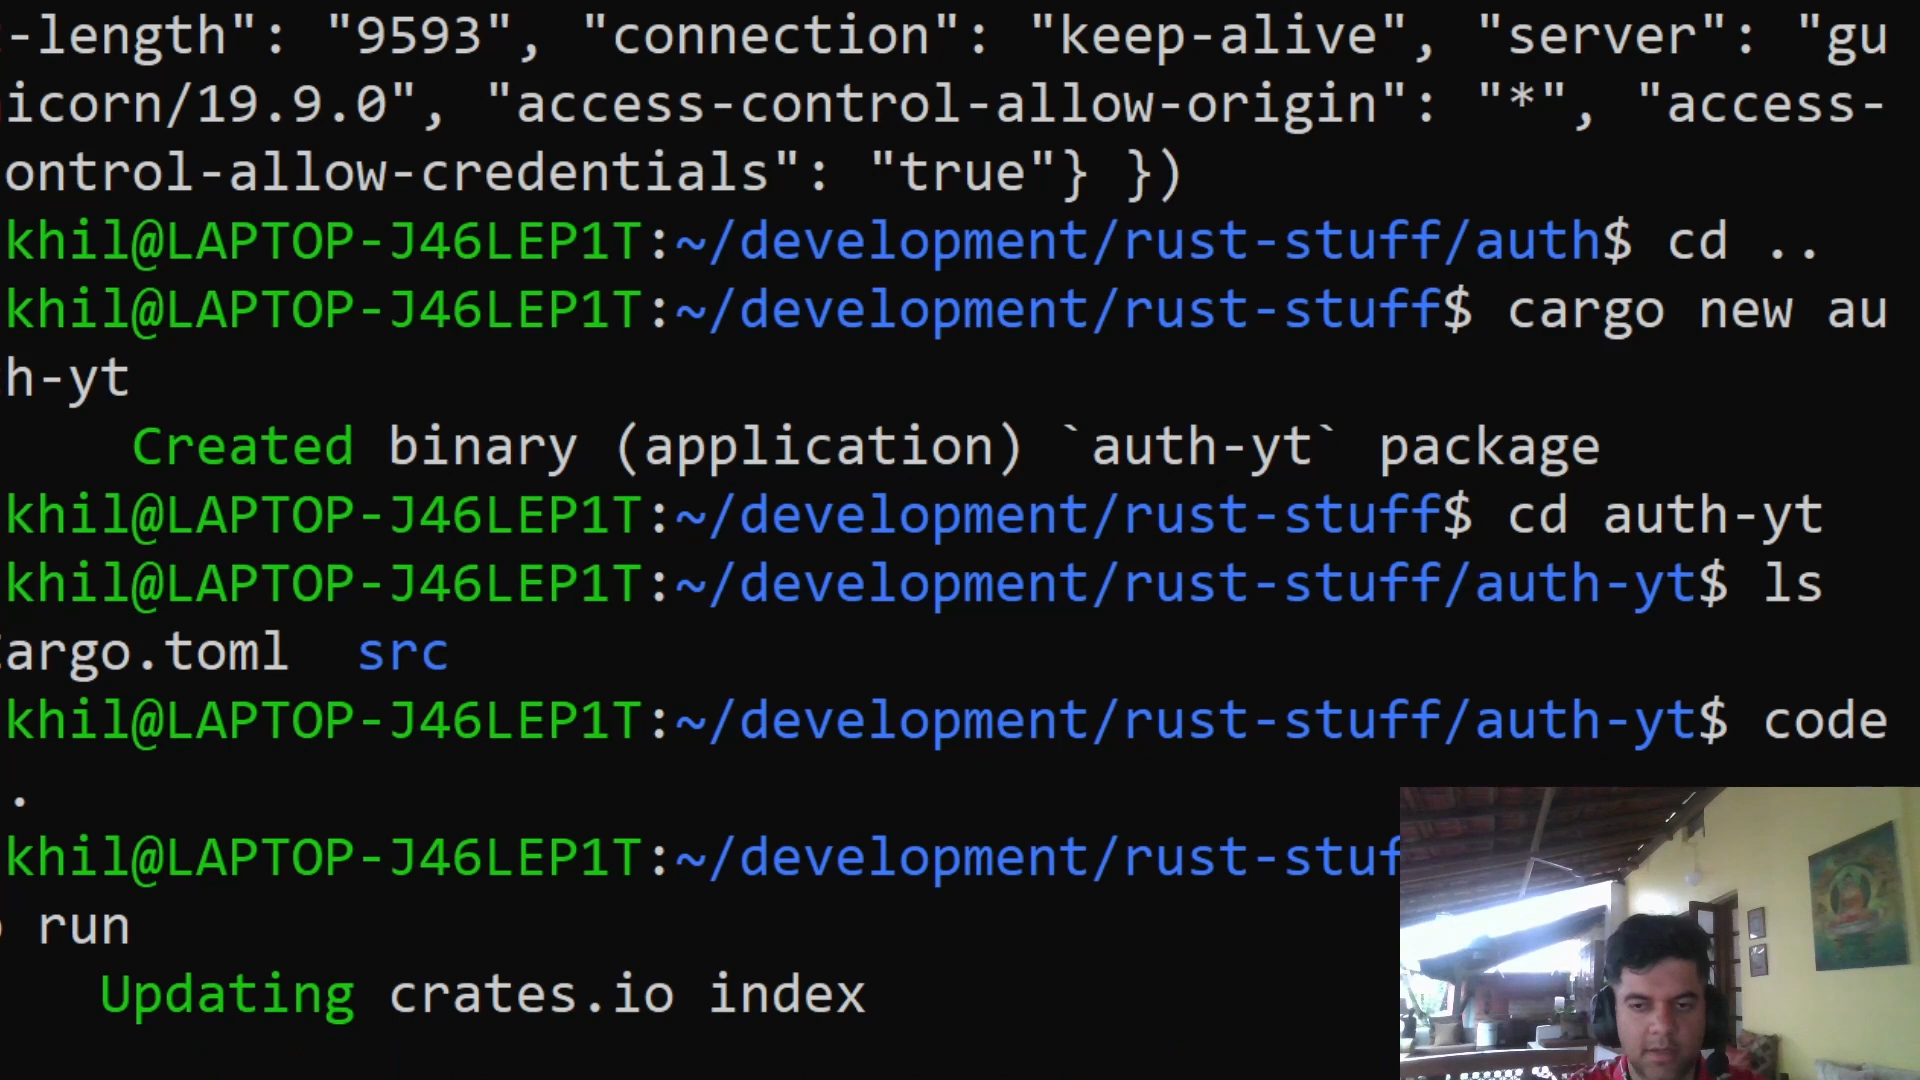 -length": "9593", "connection": "keep-alive", "server": "gu
icorn/19.9.0", "access-control-allow-origin": "*", "access-
ontrol-allow-credentials": "true"} })
khil@LAPTOP-J46LEP1T:~/development/rust-stuff/auth$ cd ..
khil@LAPTOP-J46LEP1T:~/development/rust-stuff$ cargo new au
h-yt
Created binary (application) `auth-yt` package
khil@LAPTOP-J46LEP1T:~/development/rust-stuff$ cd auth-yt
khil@LAPTOP-J46LEP1T:~/development/rust-stuff/auth-yt$ ls
argo.toml src
khil@LAPTOP-J46LEP1T:~/development/rust-stuff/auth-yt$ code
.
khil@LAPTOP-J46LEP1T:~/development/rust-stuf
run
Updating crates.io index